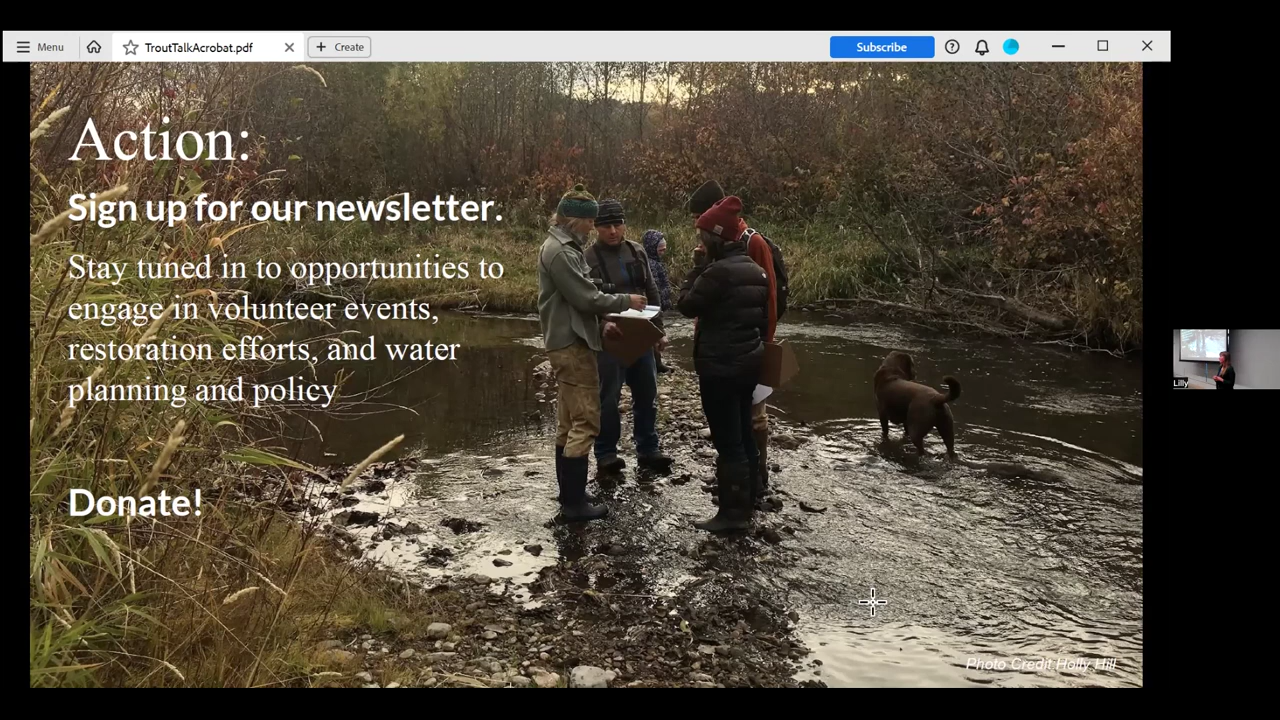 Menu
TroutTalkAcrobat.pdf
Create
Subscribe
Action:
Sign up for our newsletter.
Stay tuned in to opportunities to
engage in volunteer events,
restoration efforts, and water
planning and policy
Donate!
Lilly
Photo Credit Holly Hill